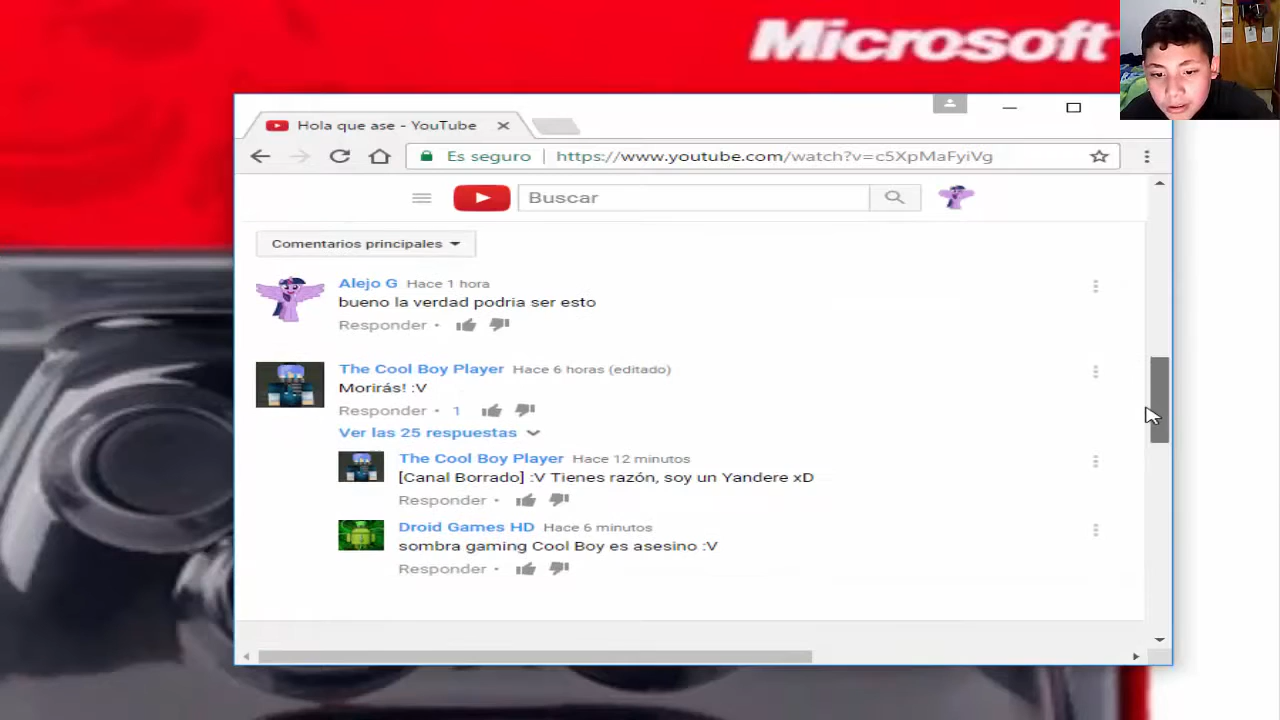 Microsoft
Hola que ase - YouTube
Es seguro | https://www.youtube.com/watch?v=c5XpMaFyiVg
Buscar
Comentarios principales
Alejo G Hace 1 hora
bueno la verdad podria ser esto
Responder •
The Cool Boy Player Hace 6 horas (editado)
Morirás! :V
Responder • 1
Ver las 25 respuestas
The Cool Boy Player Hace 12 minutos
[Canal Borrado] :V Tienes razón, soy un Yandere xD
Responder •
Droid Games HD Hace 6 minutos
sombra gaming Cool Boy es asesino :V
Responder •